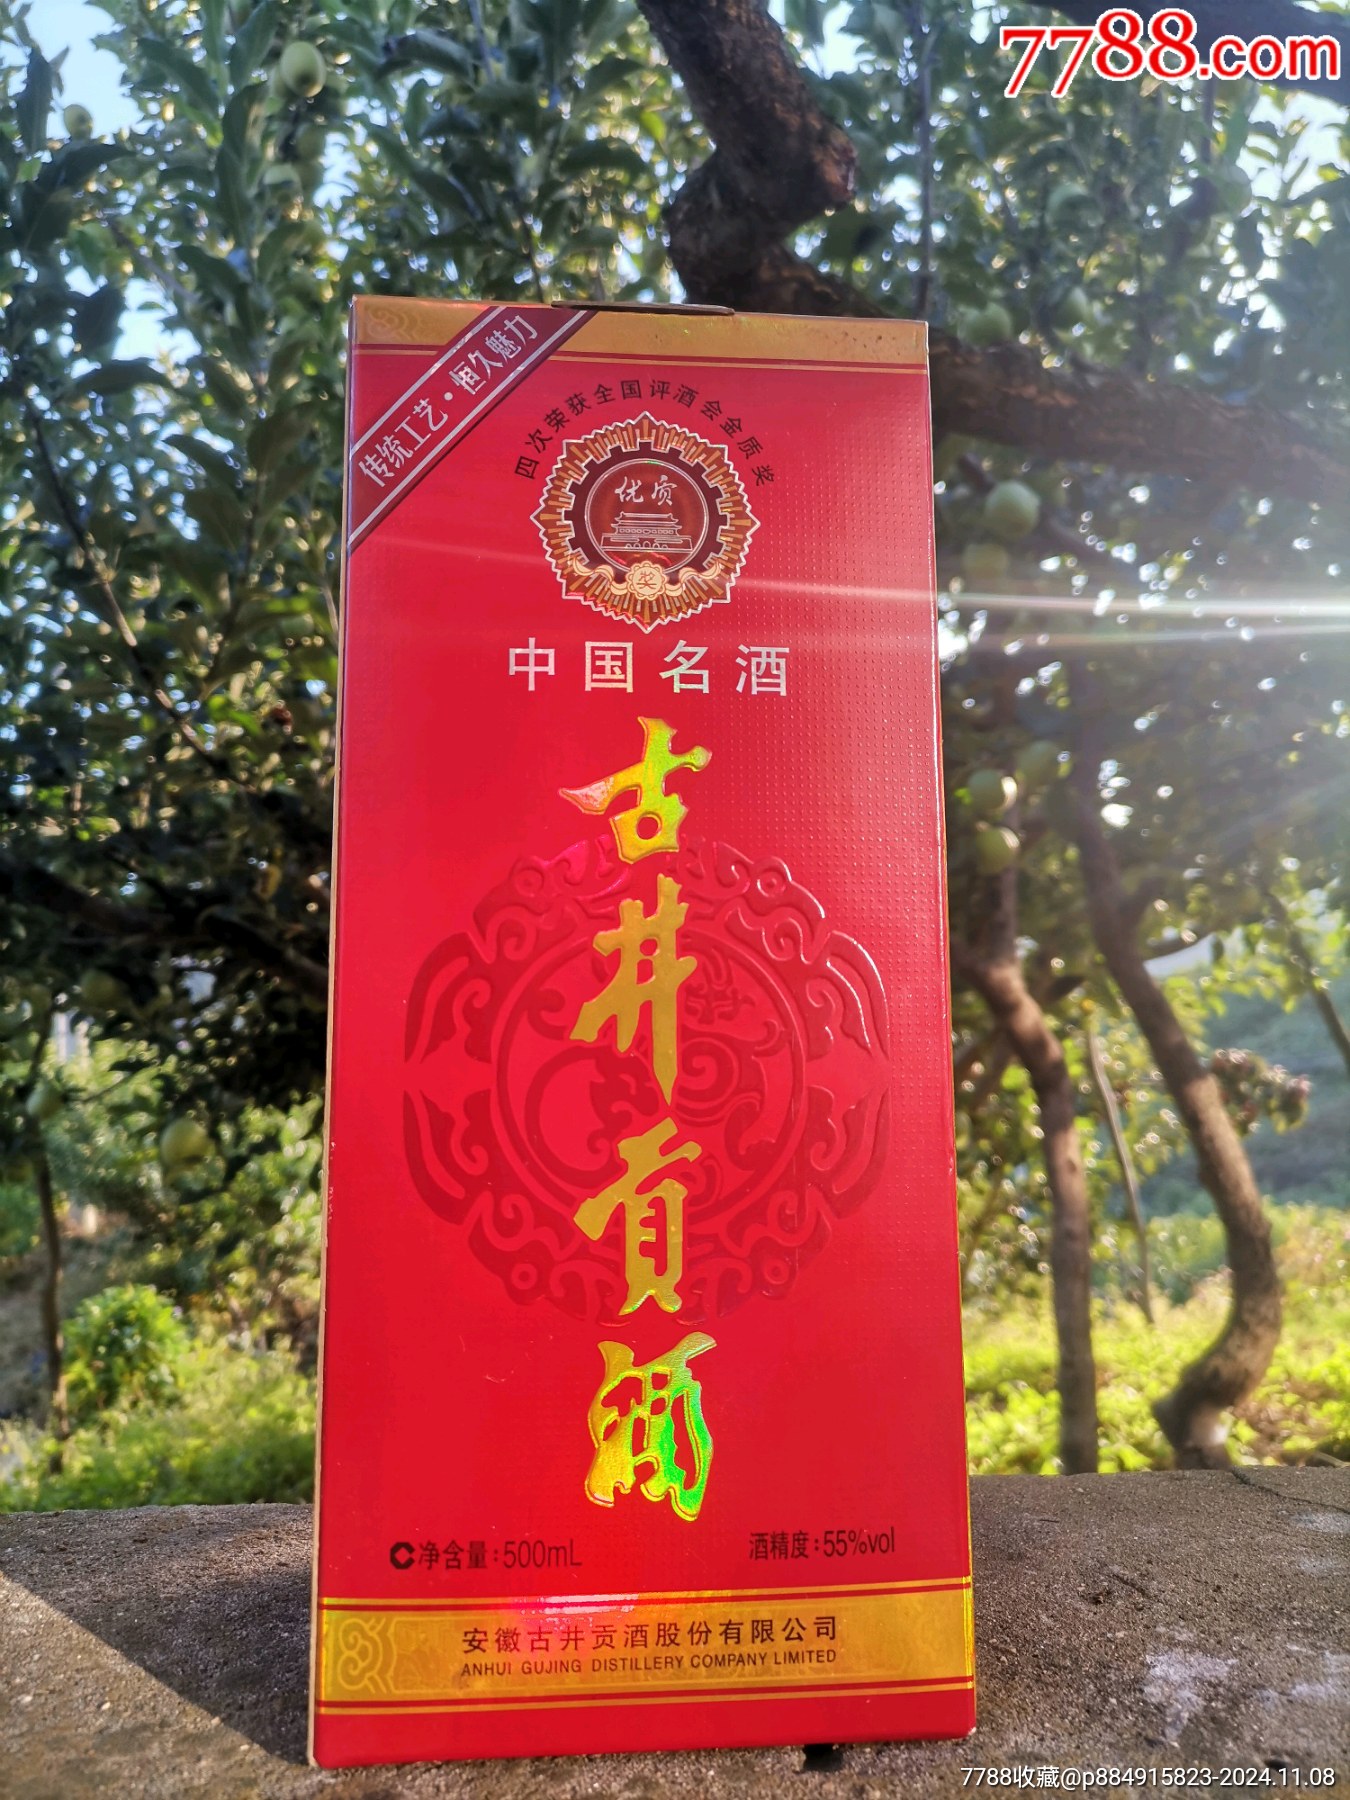 7788.com
传统工艺·恒久魅力
四次荣获全国评酒会金质奖
优质
奖
中国名酒
古井贡酒
净含量:500mL
酒精度:55%vol
安徽古井贡酒股份有限公司
ANHUI GUJING DISTILLERY COMPANY LIMITED
7788收藏@p884915823-2024.11.08